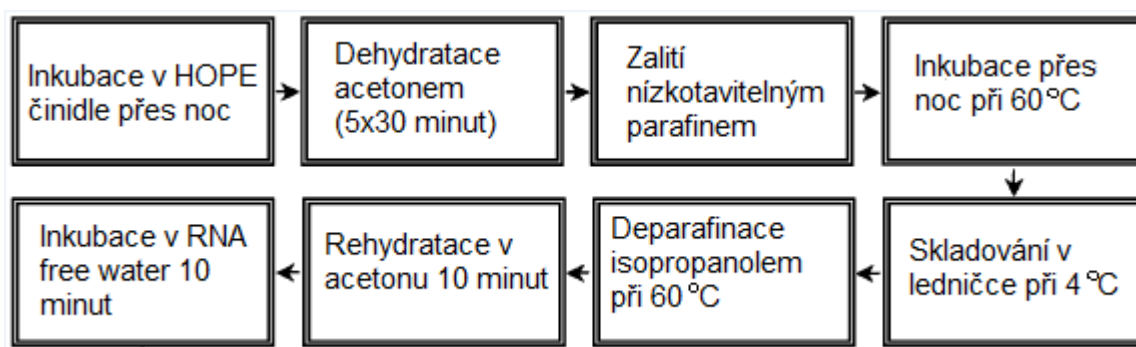 Inkubace v HOPE
činidle přes noc
Dehydratace
acetonem
(5x30 minut)
Zalití
nízkotavitelným
parafinem
Inkubace přes
noc při 60°C
Skladování v
ledničce při 4°C
Deparafinace
isopropanolem
při 60°C
Rehydratace v
acetonu 10 minut
Inkubace v RNA
free water 10
minut